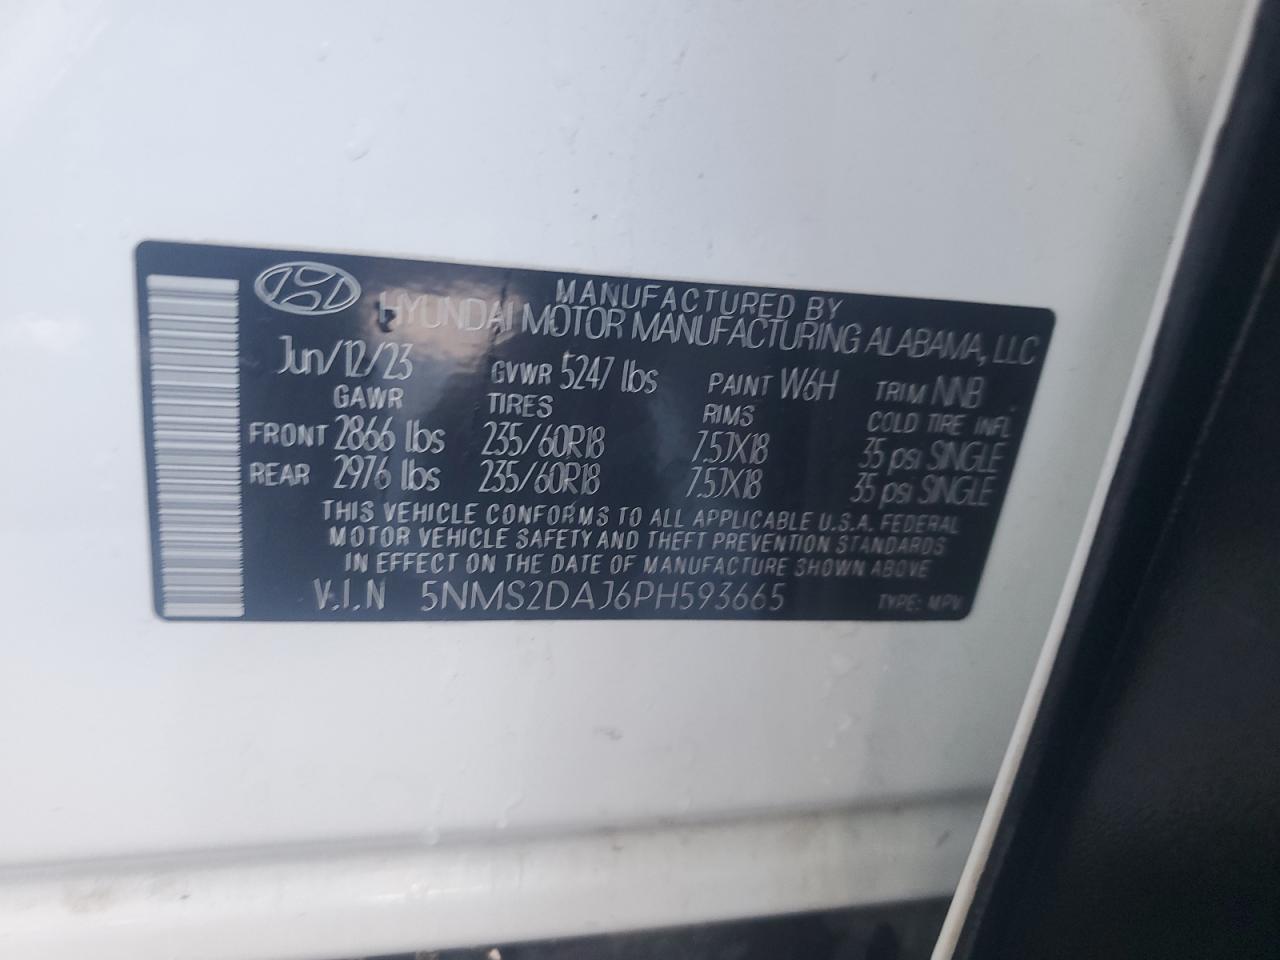 MANUFACTURED BY
HYUNDAI MOTOR MANUFACTURING ALABAMA, LLC
Jun/12/23 GVWR 5247 lbs PAINT W6H TRIM NNB
GAWR TIRES RIMS COLD TIRE INFL
FRONT 2866 lbs 235/60R18 7.5JX18 35 psi SINGLE
REAR 2976 lbs 235/60R18 7.5JX18 35 psi SINGLE
THIS VEHICLE CONFORMS TO ALL APPLICABLE U.S.A. FEDERAL
MOTOR VEHICLE SAFETY AND THEFT PREVENTION STANDARDS
IN EFFECT ON THE DATE OF MANUFACTURE SHOWN ABOVE
V.I.N 5NMS2DAJ6PH593665 TYPE: MPV